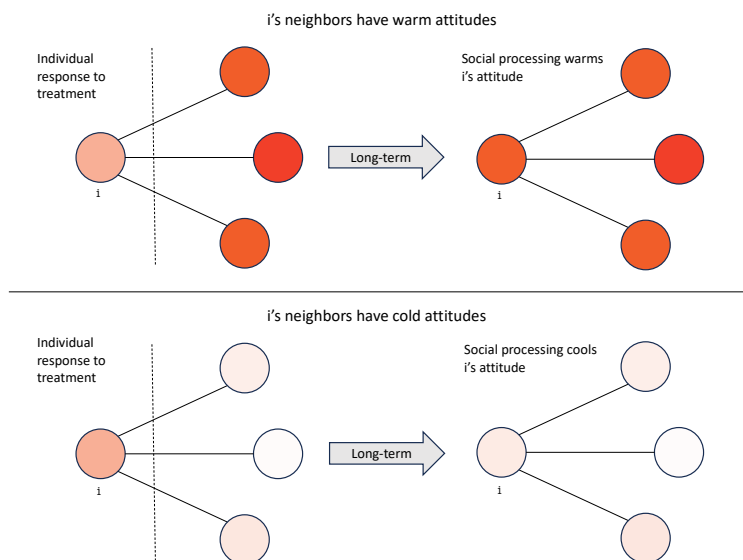 i's neighbors have warm attitudes
Individual
response to
treatment
Social processing warms
i's attitude
Long-term
i
i
i's neighbors have cold attitudes
Individual
response to
treatment
Social processing cools
i's attitude
Long-term
i
i